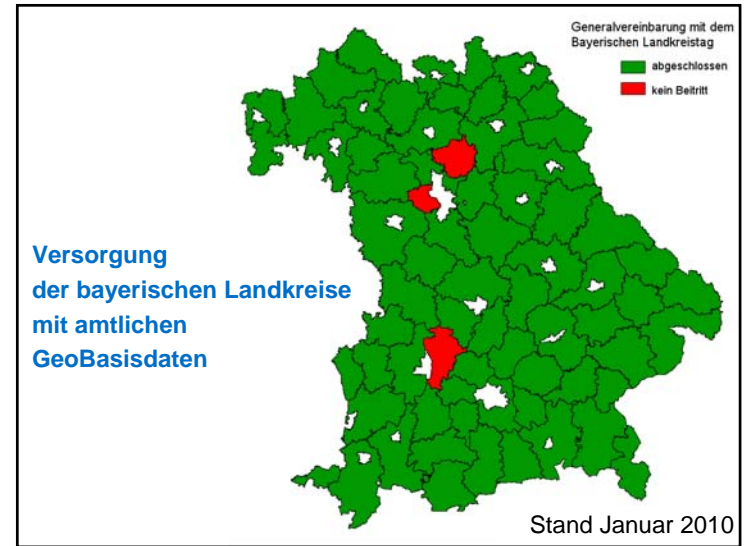 Generalvereinbarung mit dem
Bayerischen Landkreistag
abgeschlossen
kein Beitritt
Versorgung
der bayerischen Landkreise
mit amtlichen
GeoBasisdaten
Stand Januar 2010